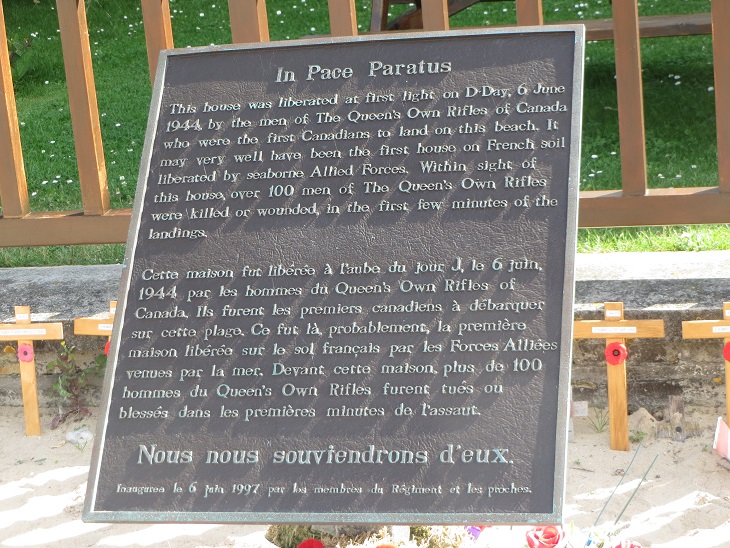 In Pace Paratus
This house was liberated at first light on D-Day, 6 June
1944, by the men of The Queen's Own Rifles of Canada
who were the first Canadians to land on this beach. It
may very well have been the first house on French soil
liberated by seaborne Allied Forces. Within sight of
this house, over 100 men of The Queen's Own Rifles
were killed or wounded, in the first few minutes of the
landings.
Cette maison fut libérée à l'aube du jour J, le 6 juin,
1944 par les hommes du Queen's Own Rifles of
Canada. Ils furent les premiers canadiens à débarquer
sur cette plage. Ce fut là, probablement, la première
maison libérée sur le sol français par les Forces Alliées
venues par la mer. Devant cette maison, plus de 100
hommes du Queen's Own Rifles furent tués ou
blessés dans les premières minutes de l'assaut.
Nous nous souviendrons d'eux.
Inauguree le 6 juin 1997 par les membres du Régiment et les proches.